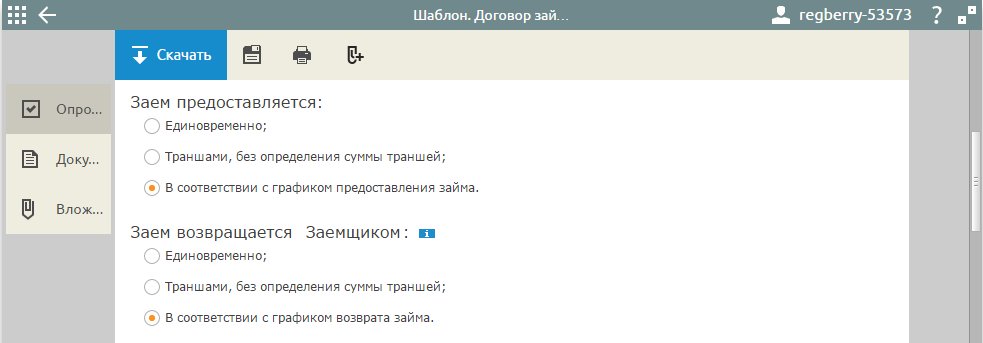 Шаблон. Договор зай...
regberry-53573 ?
Скачать
Опро...
Доку...
Влож...
Заем предоставляется:
Единовременно;
Траншами, без определения суммы траншей;
В соответствии с графиком предоставления займа.
Заем возвращается Заемщиком: i
Единовременно;
Траншами, без определения суммы траншей;
В соответствии с графиком возврата займа.